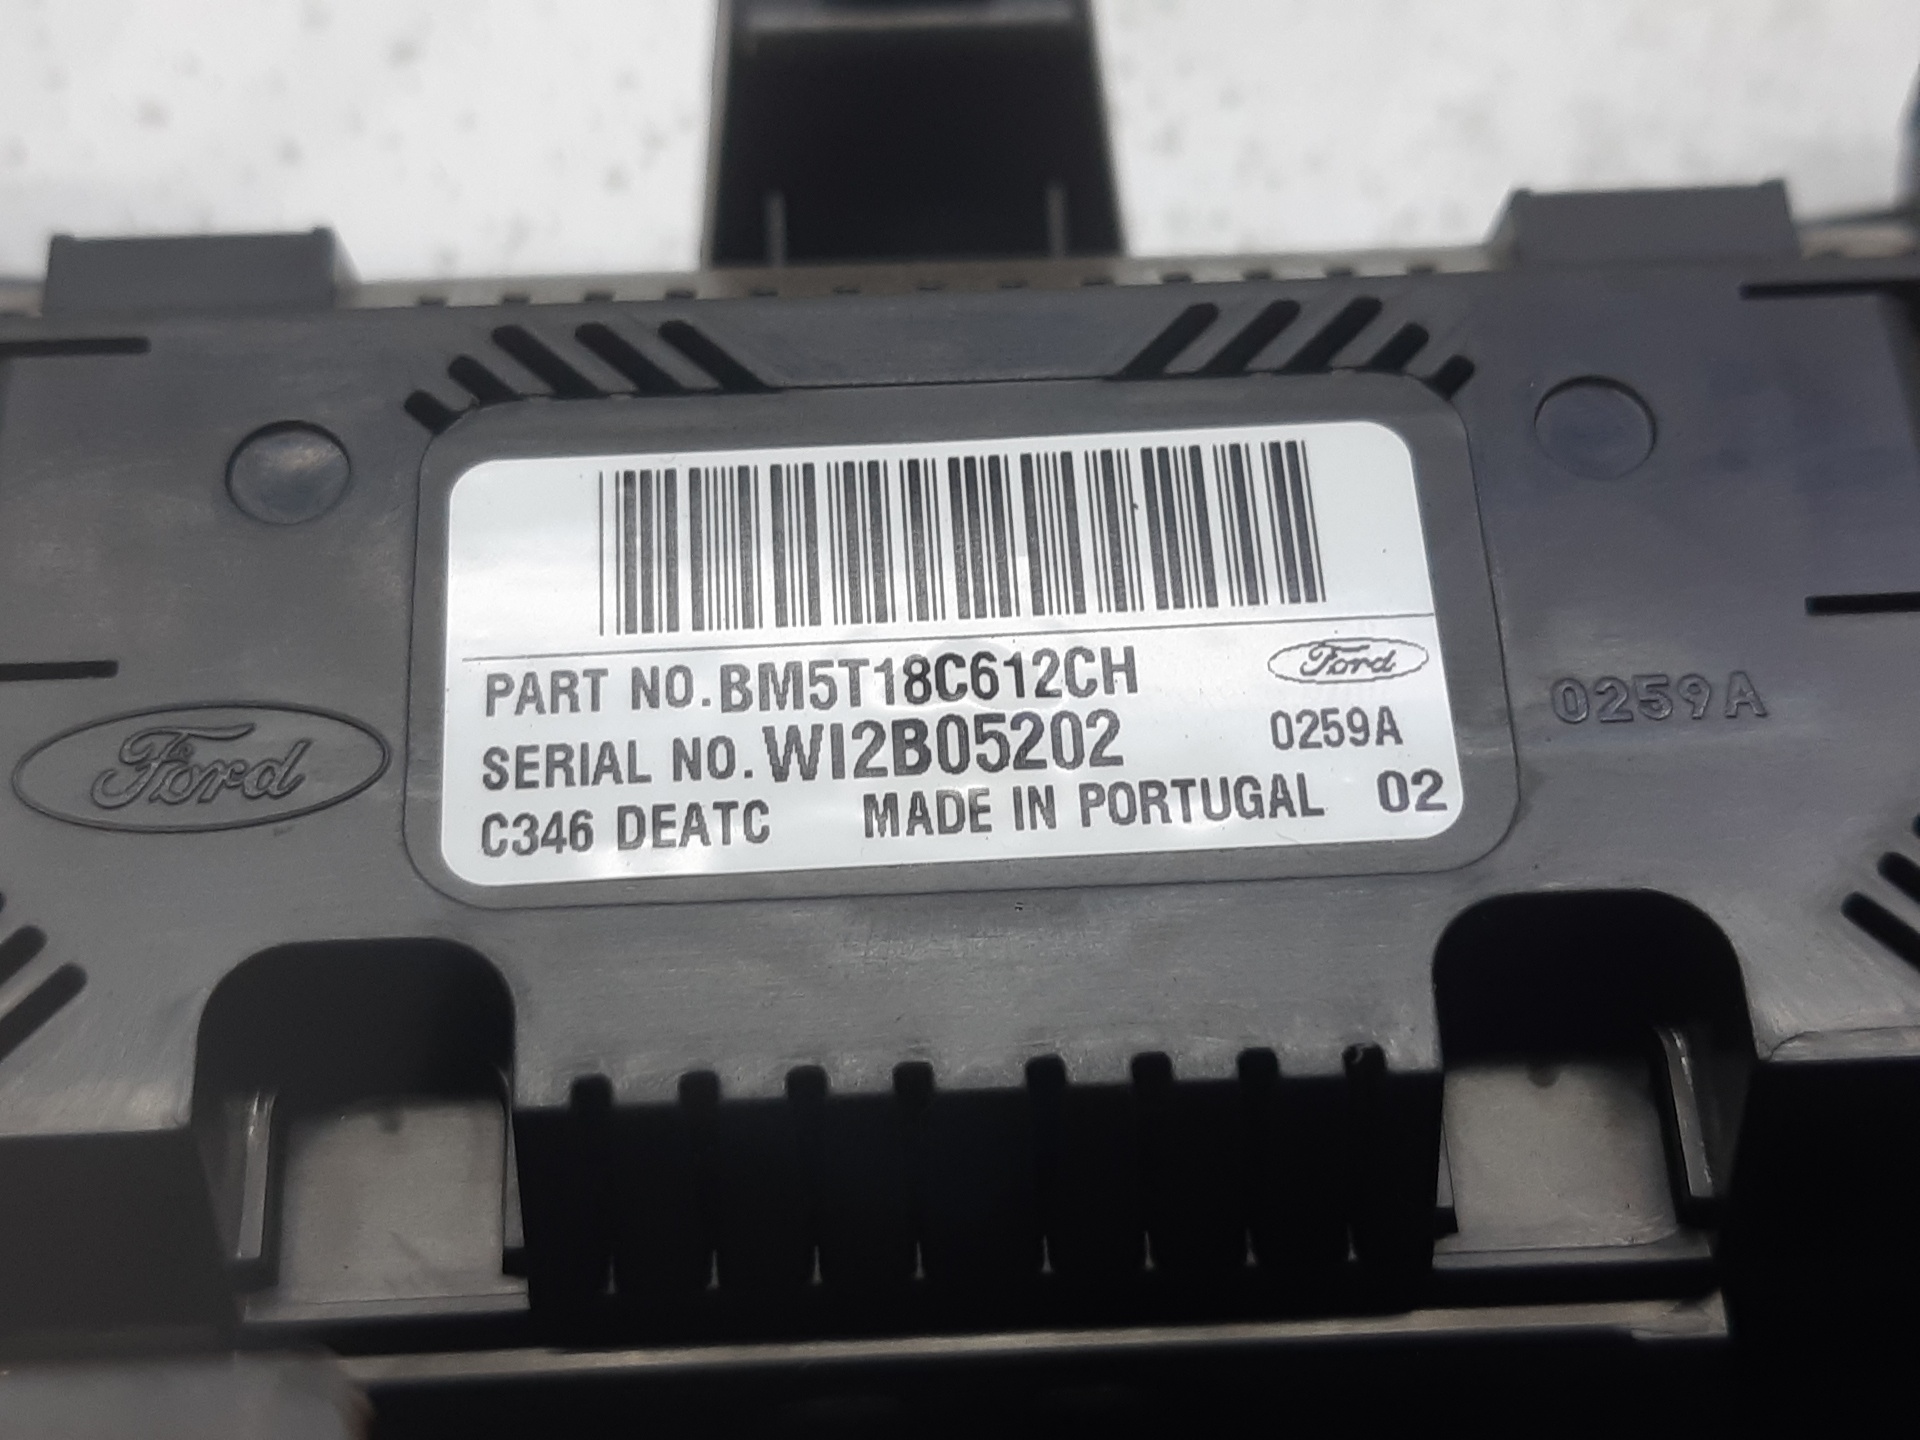 PART NO.BM5T18C612CH
Ford
SERIAL NO.WI2B05202
0259A
C346 DEATC MADE IN PORTUGAL 02
Ford
0259A